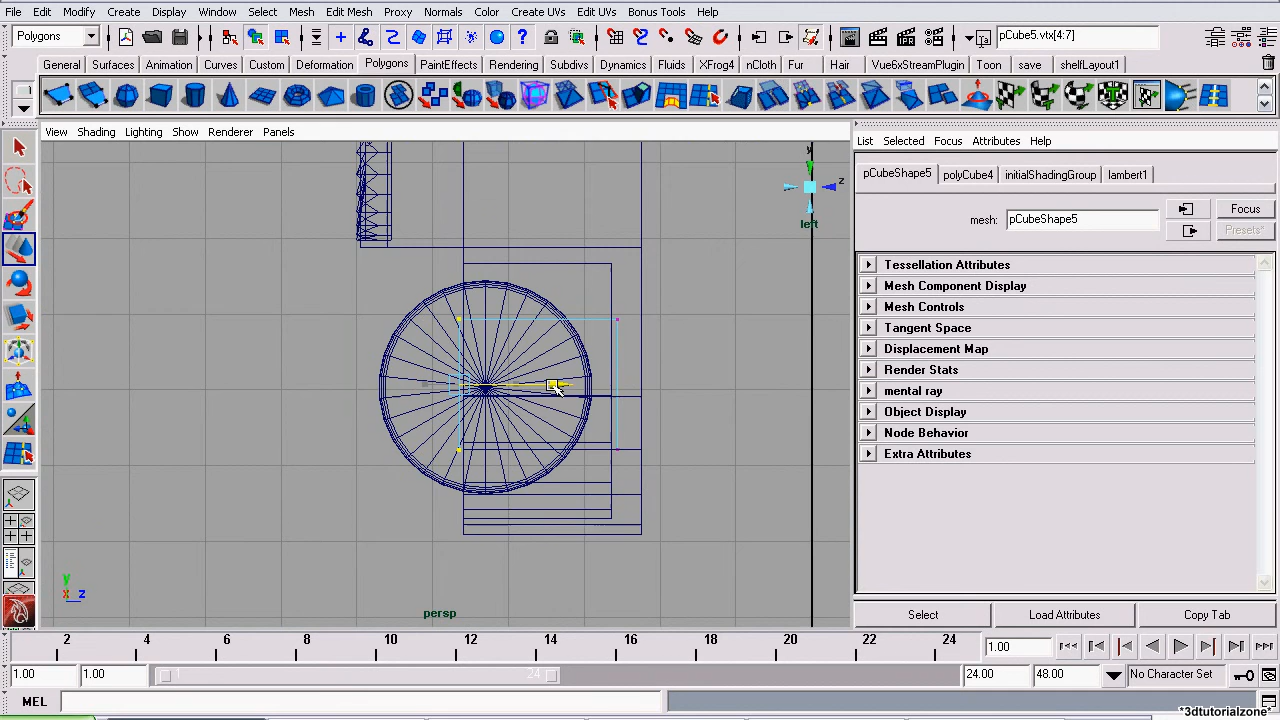 File Edit Modify Create Display Window Select Mesh Edit Mesh Proxy Normals Color Create UVs Edit UVs Bonus Tools Help
Polygons pCube5.vtx[4:7]
General Surfaces Animation Curves Custom Deformation Polygons PaintEffects Rendering Subdivs Dynamics Fluids XFrog4 nCloth Fur Hair Vue6xStreamPlugin Toon save shelfLayout1
View Shading Lighting Show Renderer Panels
List Selected Focus Attributes Help
pCubeShape5 polyCube4 initialShadingGroup lambert1
mesh: pCubeShape5 Focus
Presets*
y
z
left
Tessellation Attributes
Mesh Component Display
Mesh Controls
Tangent Space
Displacement Map
Render Stats
mental ray
Object Display
Node Behavior
Extra Attributes
y
x z
persp
Select Load Attributes Copy Tab
2 4 6 8 10 12 14 16 18 20 22 24 1.00
1.00 1.00 1 24 24.00 48.00 No Character Set
MEL
*3dtutorialzone*